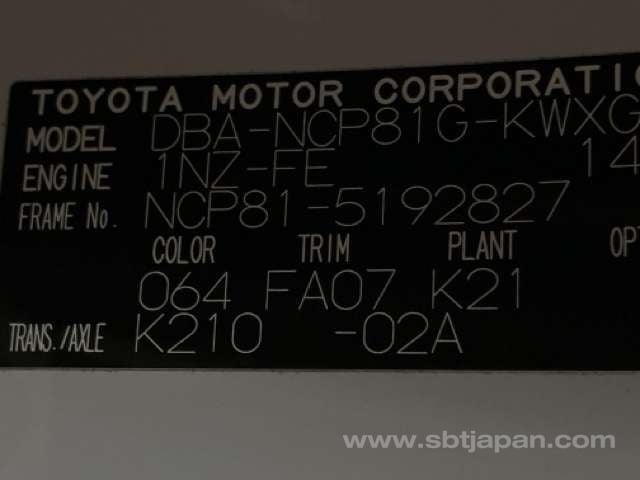 TOYOTA MOTOR CORPORATI
MODEL DBA-NCP81G-KWXG
ENGINE 1NZ-FE 14
FRAME No. NCP81-5192827
COLOR TRIM PLANT OPT
064 FA07 K21
TRANS./AXLE K210 -02A
www.sbtjapan.com